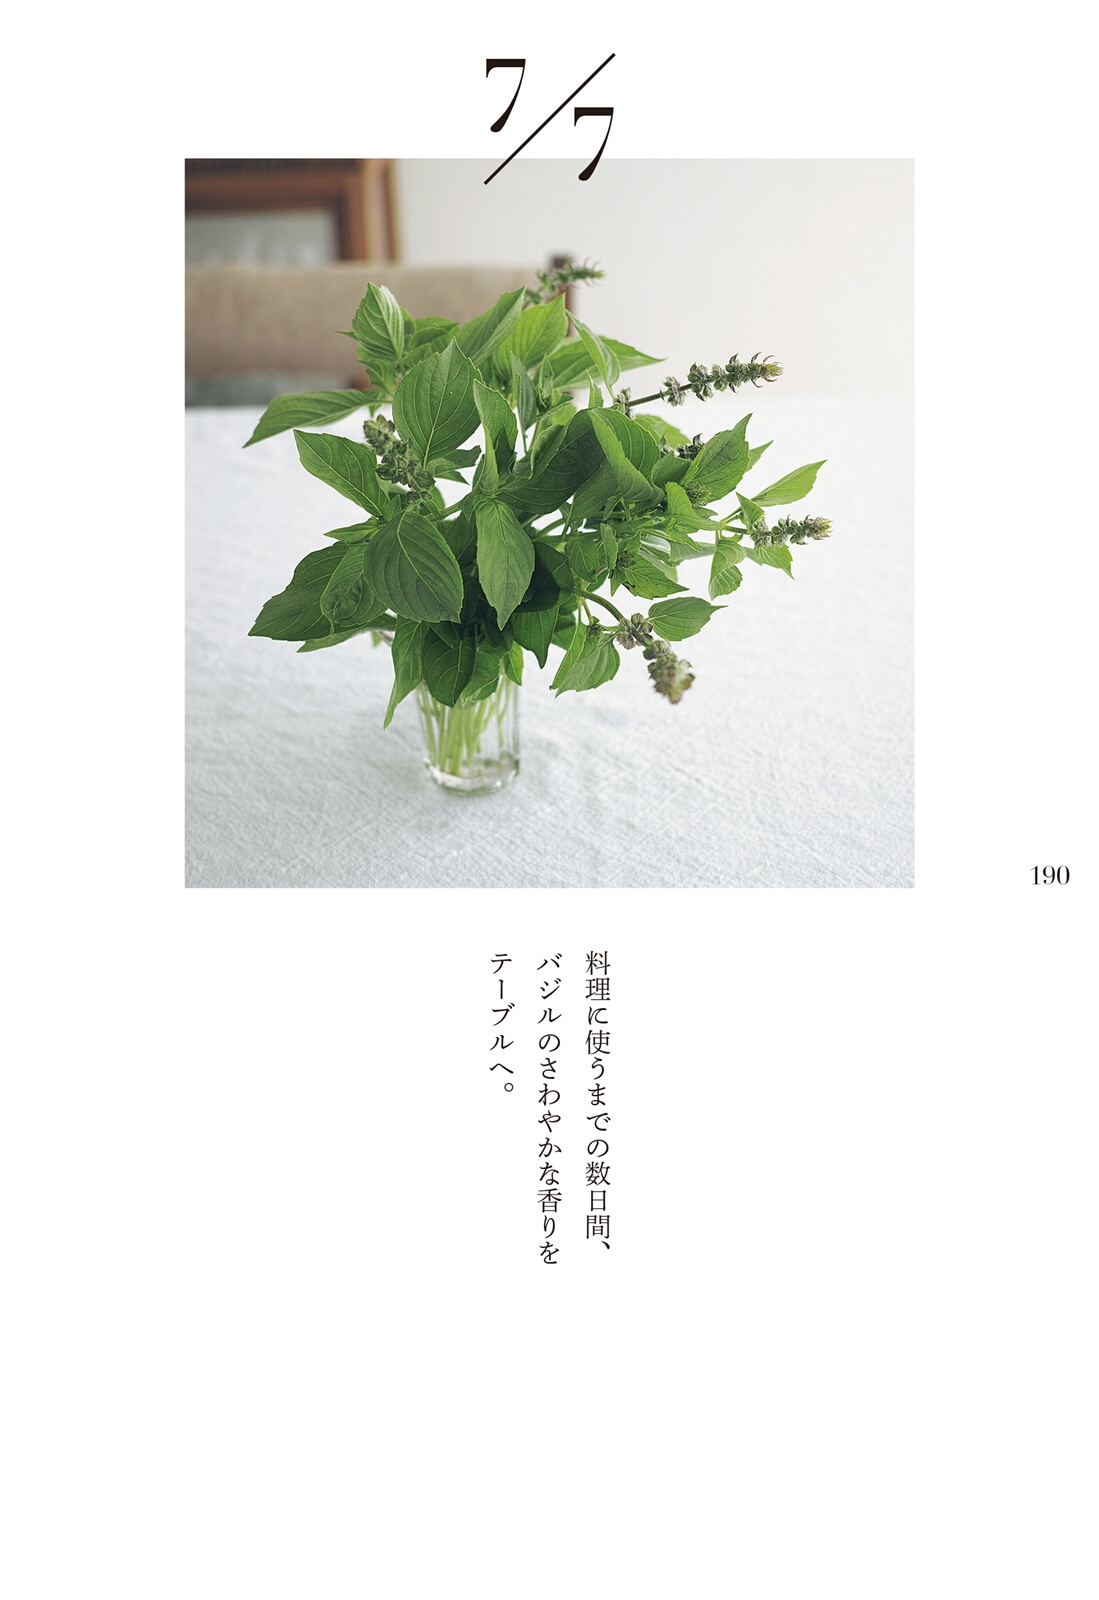 7/7
料理に使うまでの数日間、
バジルのさわやかな香りを
テーブルへ。
190